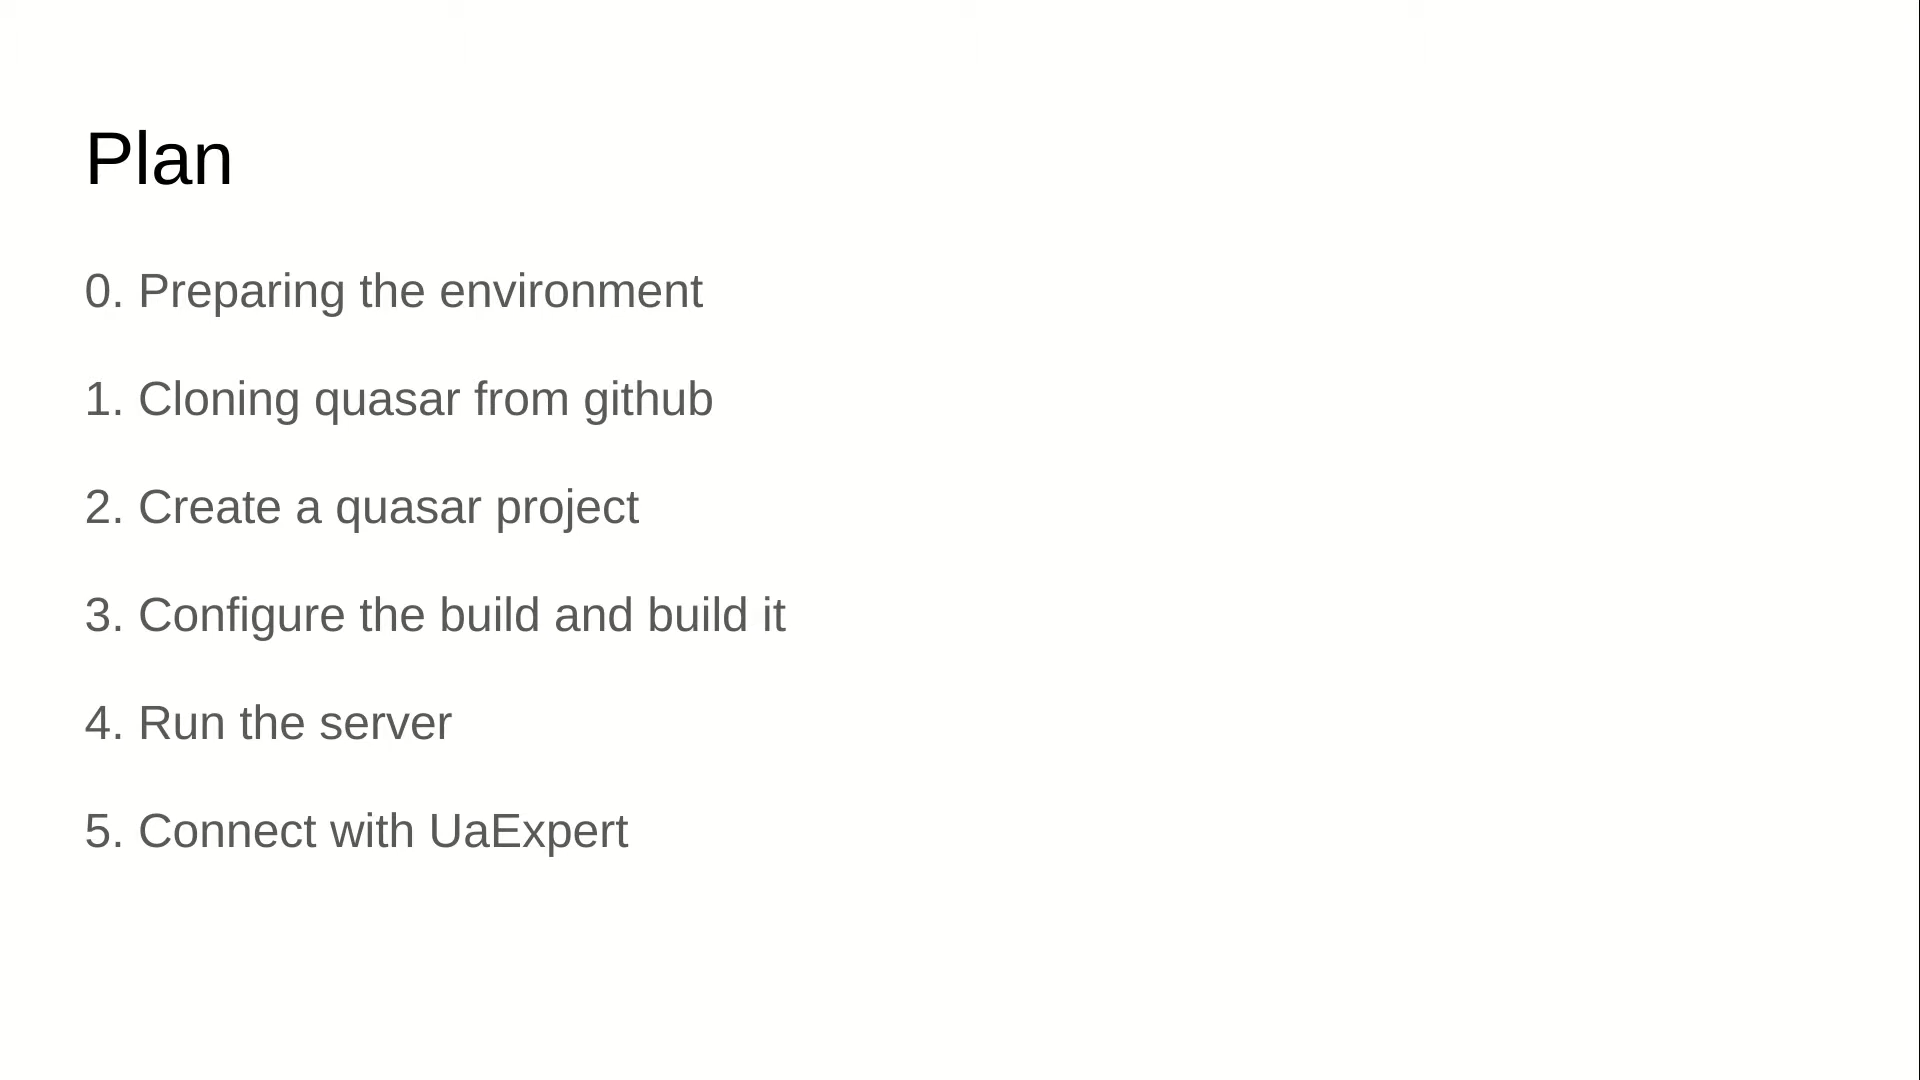 Plan
0. Preparing the environment
1. Cloning quasar from github
2. Create a quasar project
3. Configure the build and build it
4. Run the server
5. Connect with UaExpert